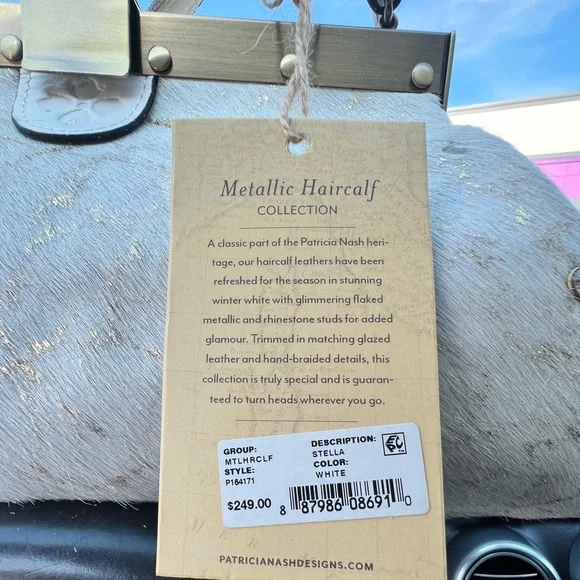 Metallic Haircalf
COLLECTION
A classic part of the Patricia Nash heri-
tage, our haircalf leathers have been
refreshed for the season in stunning
winter white with glimmering flaked
metallic and rhinestone studs for added
glamour. Trimmed in matching glazed
leather and hand-braided details, this
collection is truly special and is guaran-
teed to turn heads wherever you go.
GROUP:
MTLHRCLF
STYLE:
P164171
$249.00
DESCRIPTION:
STELLA
COLOR:
WHITE
EPC TM
8 87986 08691 0
PATRICIANASHDESIGNS.COM